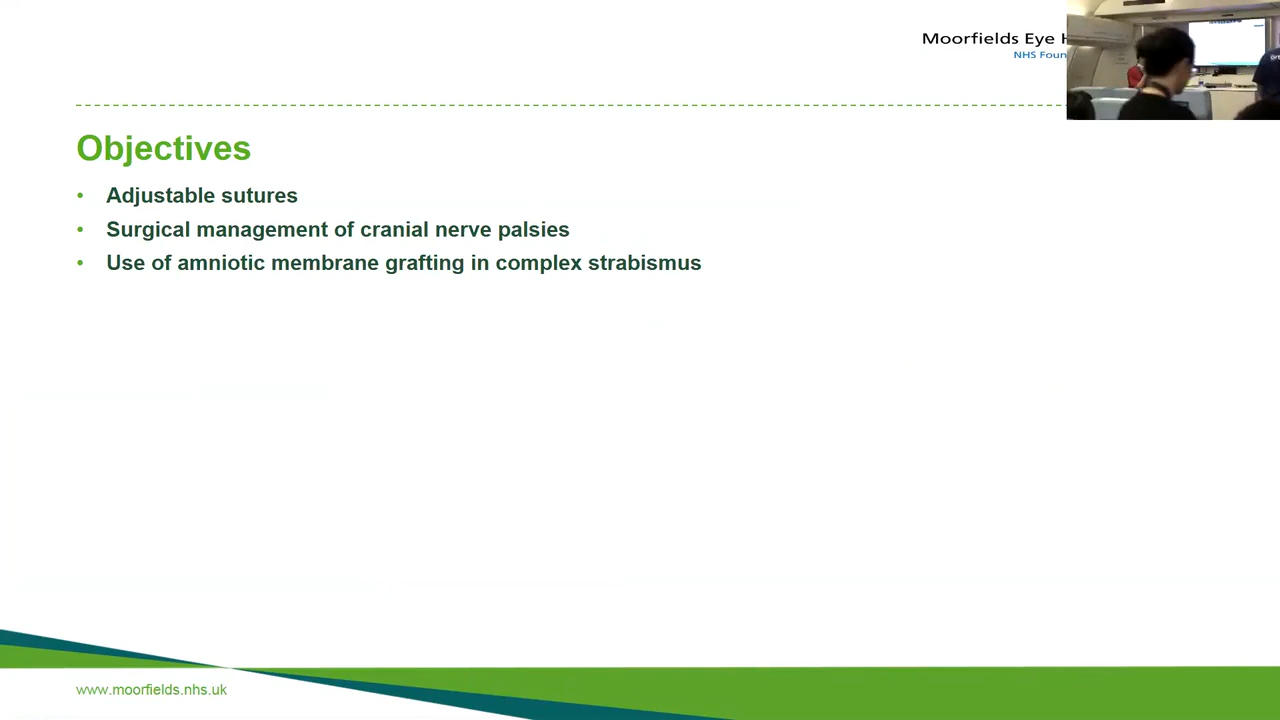 Moorfields Eye
NHS
Objectives
• Adjustable sutures
• Surgical management of cranial nerve palsies
• Use of amniotic membrane grafting in complex strabismus
www.moorfields.nhs.uk